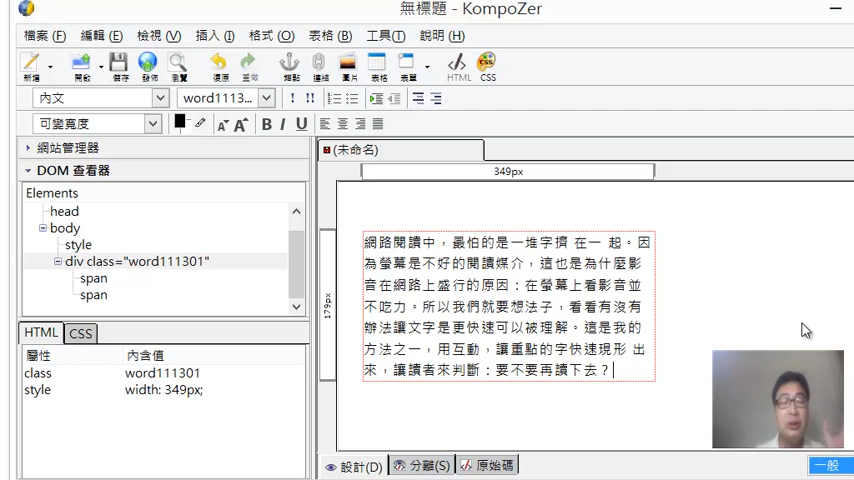 無標題 - KompoZer
檔案 (F) 編輯 (E) 檢視 (V) 插入 (I) 格式 (O) 表格 (B) 工具(T) 說明 (H)
新增 開啟 儲存 發佈 瀏覽 復原 重做 錨點 連結 圖片 表格 表單 HTML CSS
內文 word1113... ! !!
可變寬度 A A B I U
網站管理器 (未命名)
DOM 查看器 349px
Elements
head
body
style
div class="word111301"
span
span
179px
網路閱讀中，最怕的是一堆字擠 在一 起。因
為螢幕是不好的閱讀媒介，這也是為什麼影
音在網路上盛行的原因：在螢幕上看影音並
不吃力。所以我們就要想法子，看看有沒有
辦法讓文字是更快速可以被理解。這是我的
方法之一，用互動，讓重點的字快速現形 出
來，讓讀者來判斷：要不要再讀下去？
HTML CSS
屬性 內含值
class word111301
style width: 349px;
設計(D) 分離(S) 原始碼 一般